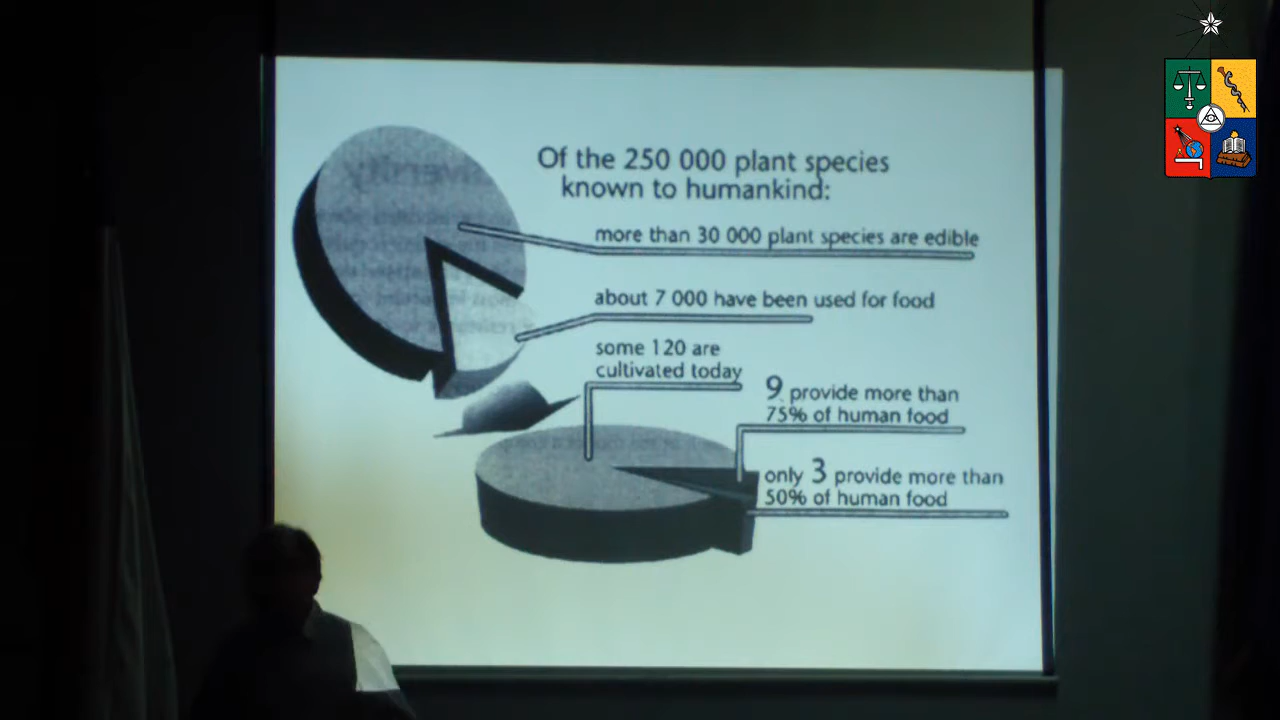 Of the 250 000 plant species
known to humankind:
more than 30 000 plant species are edible
about 7 000 have been used for food
some 120 are
cultivated today
9 provide more than
75% of human food
only 3 provide more than
50% of human food